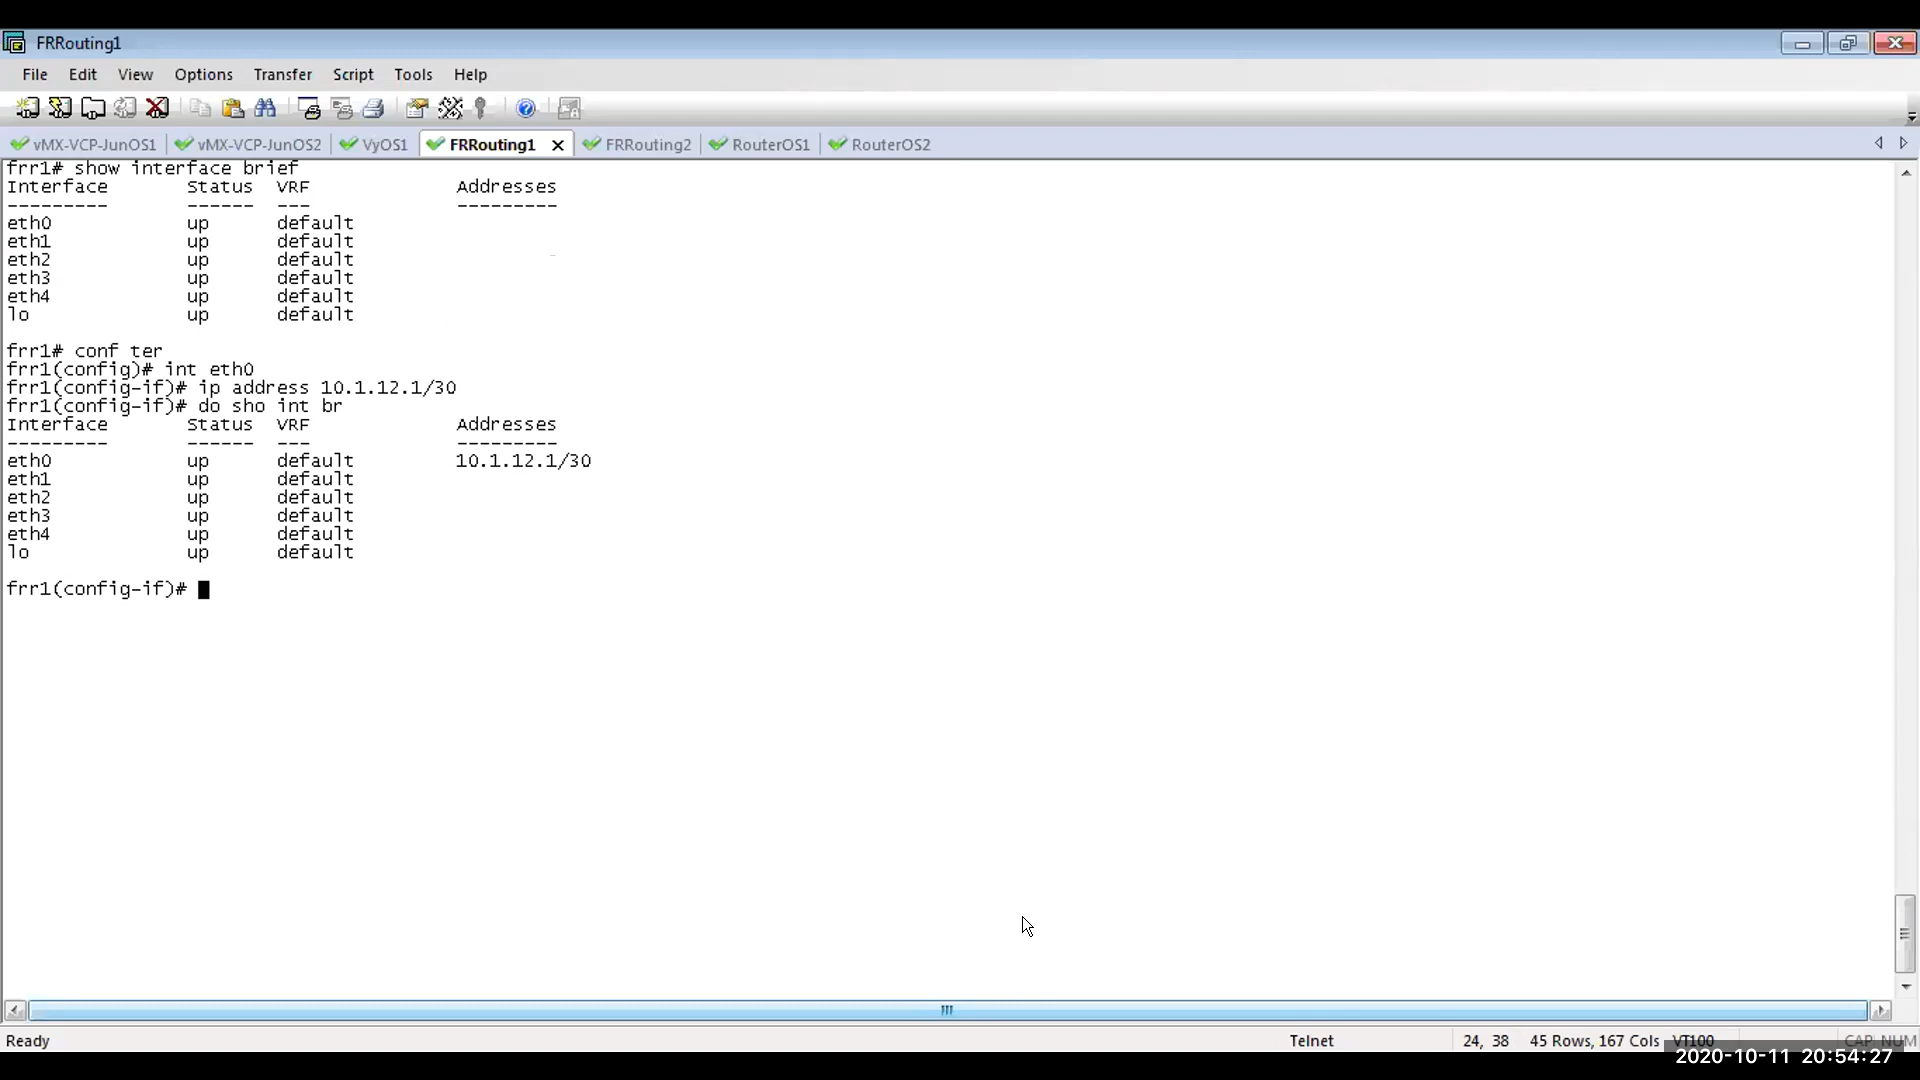 FRRouting1
File Edit View Options Transfer Script Tools Help
vMX-VCP-JunOS1 vMX-VCP-JunOS2 VyOS1 FRRouting1 FRRouting2 RouterOS1 RouterOS2
frr1# show interface brief
Interface Status VRF Addresses
--------- ------ --- ---------
eth0 up default
eth1 up default
eth2 up default
eth3 up default
eth4 up default
lo up default
frr1# conf ter
frr1(config)# int eth0
frr1(config-if)# ip address 10.1.12.1/30
frr1(config-if)# do sho int br
Interface Status VRF Addresses
--------- ------ --- ---------
eth0 up default 10.1.12.1/30
eth1 up default
eth2 up default
eth3 up default
eth4 up default
lo up default
frr1(config-if)#
Ready Telnet 24, 38 45 Rows, 167 Cols VT100 CAP NUM
2020-10-11 20:54:27